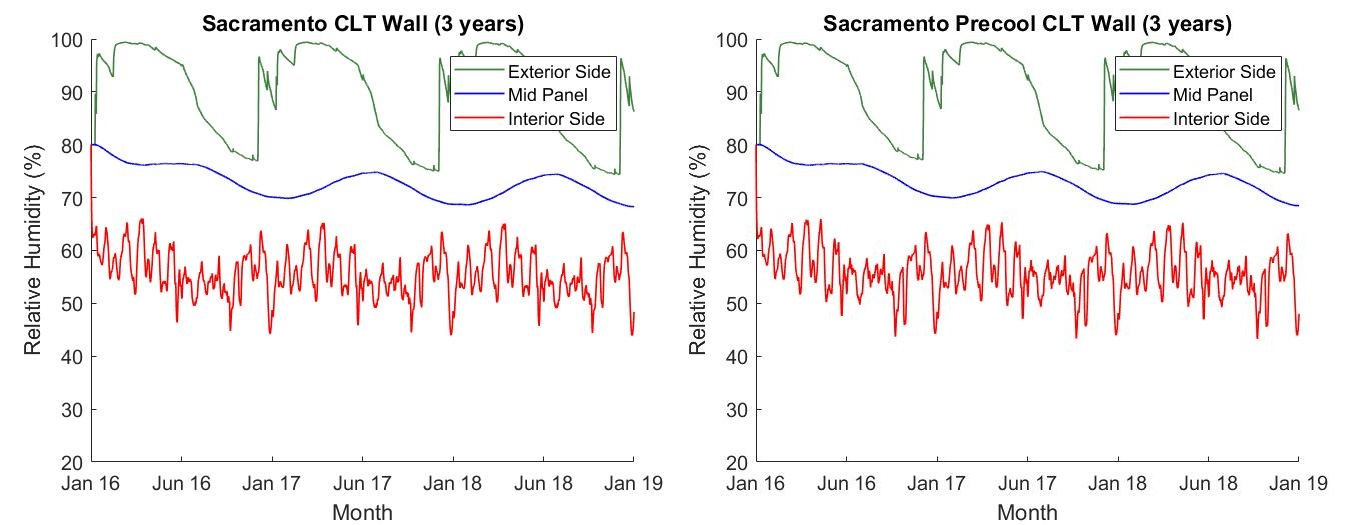 Sacramento CLT Wall (3 years)
Relative Humidity (%)
100
90
80
70
60
50
40
30
20
Exterior Side
Mid Panel
Interior Side
Jan 16 Jun 16 Jan 17 Jun 17 Jan 18 Jun 18 Jan 19
Month
Sacramento Precool CLT Wall (3 years)
Relative Humidity (%)
100
90
80
70
60
50
40
30
20
Exterior Side
Mid Panel
Interior Side
Jan 16 Jun 16 Jan 17 Jun 17 Jan 18 Jun 18 Jan 19
Month